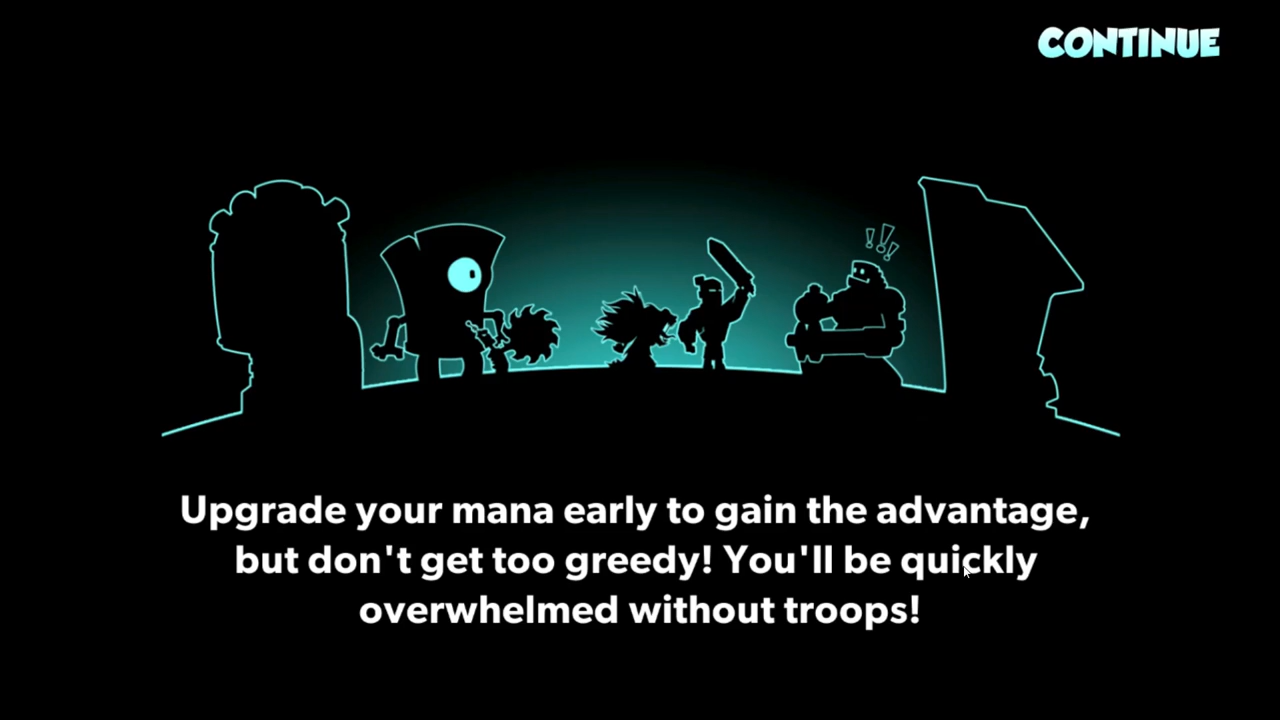 CONTINUE
Upgrade your mana early to gain the advantage,
but don't get too greedy! You'll be quickly
overwhelmed without troops!